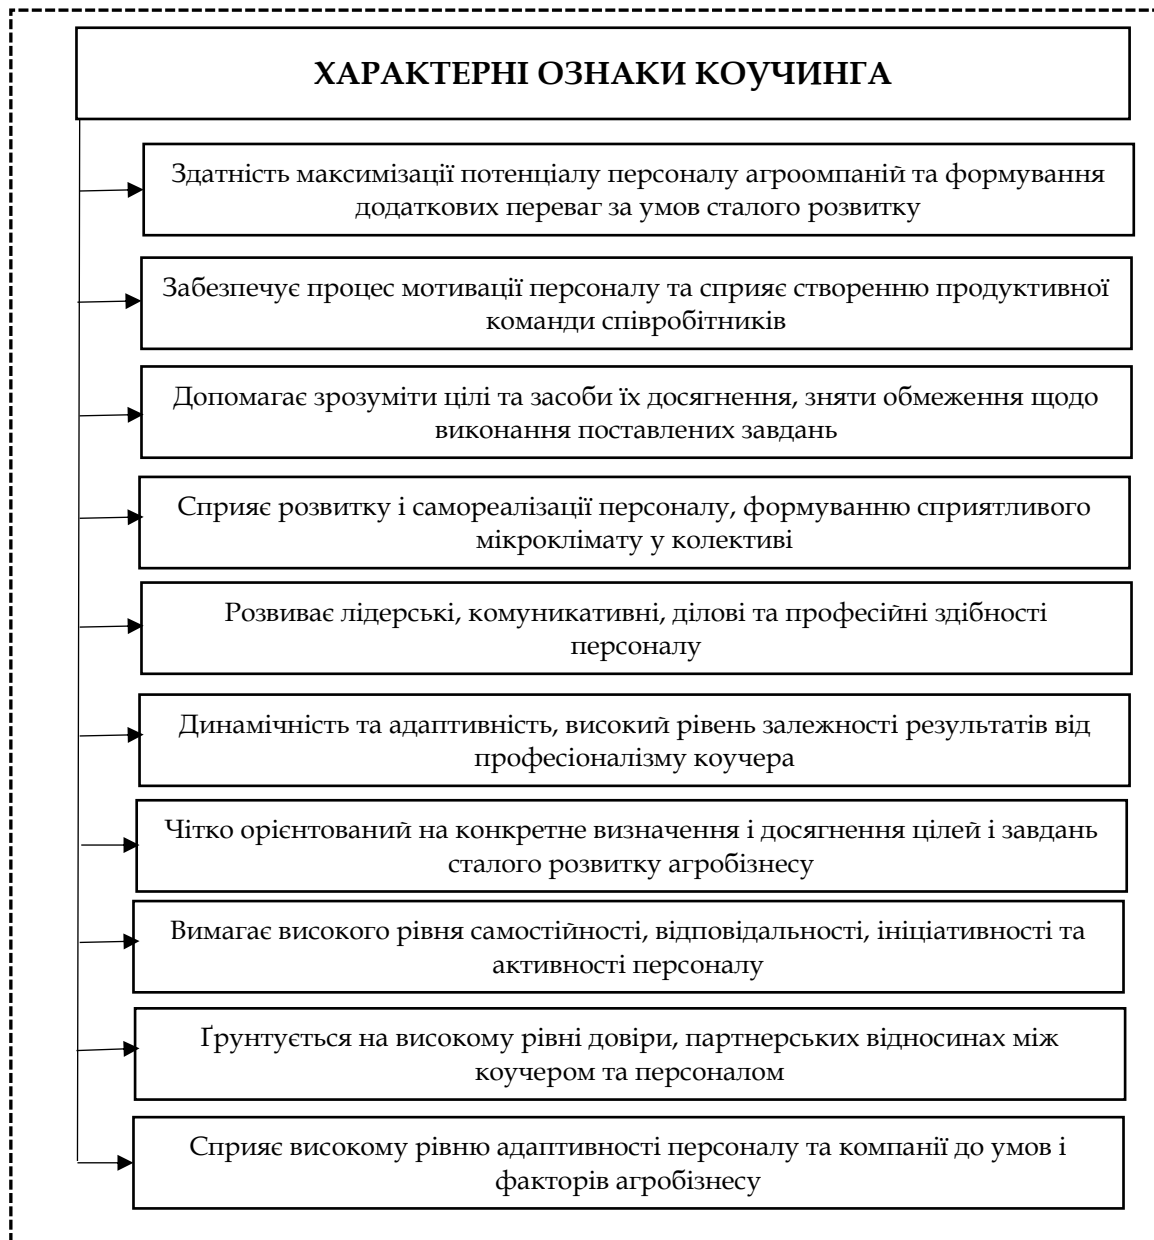 ХАРАКТЕРНІ ОЗНАКИ КОУЧИНГА
Здатність максимізації потенціалу персоналу агроомпаній та формування
додаткових переваг за умов сталого розвитку
Забезпечує процес мотивації персоналу та сприяє створенню продуктивної
команди співробітників
Допомагає зрозуміти цілі та засоби їх досягнення, зняти обмеження щодо
виконання поставлених завдань
Сприяє розвитку і самореалізації персоналу, формуванню сприятливого
мікроклімату у колективі
Розвиває лідерські, комуникативні, ділові та професійні здібності
персоналу
Динамічність та адаптивність, високий рівень залежності результатів від
професіоналізму коучера
Чітко орієнтований на конкретне визначення і досягнення цілей і завдань
сталого розвитку агробізнесу
Вимагає високого рівня самостійності, відповідальності, ініціативності та
активності персоналу
Ґрунтується на високому рівні довіри, партнерських відносинах між
коучером та персоналом
Сприяє високому рівню адаптивності персоналу та компанії до умов і
факторів агробізнесу